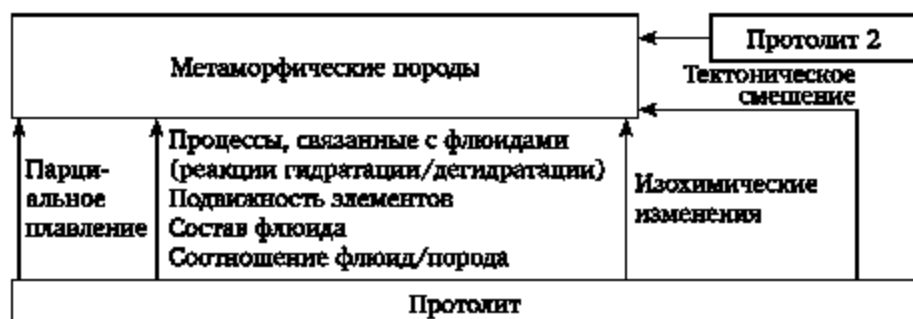 Протолит 2
Метаморфические породы
Тектоническое
смешение
Парци-
альное
плавление
Процессы, связанные с флюидами
(реакции гидратации/дегидратации)
Подвижность элементов
Состав флюида
Соотношение флюид/порода
Изохимические
изменения
Протолит